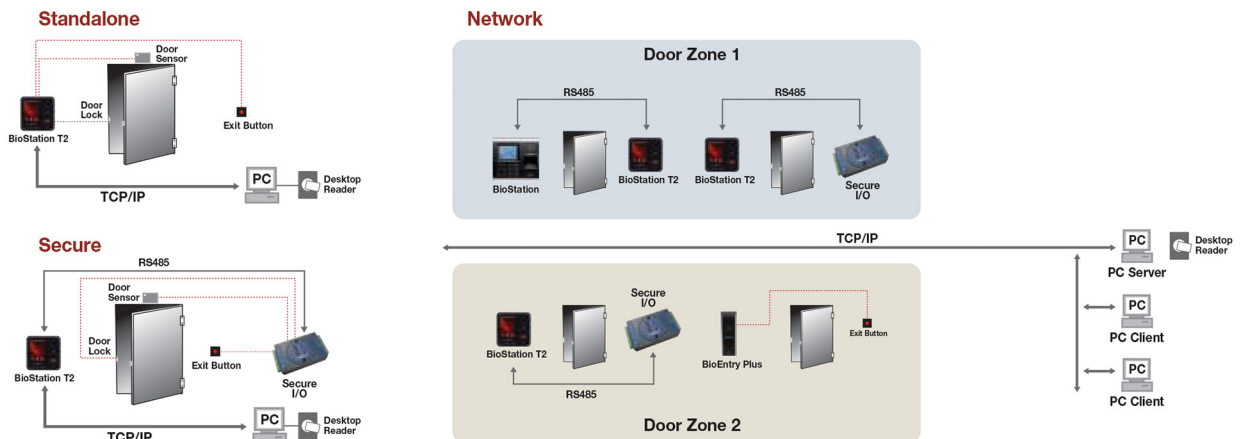 Standalone
Door
Sensor
Door
Lock
BioStation T2
Exit Button
TCP/IP
PC
Desktop
Reader
Secure
RS485
Door
Sensor
Door
Lock
BioStation T2
Exit Button
Secure
I/O
TCP/IP
PC
Desktop
Reader
Network
Door Zone 1
RS485
RS485
BioStation
BioStation T2
BioStation T2
Secure
I/O
TCP/IP
PC
Desktop
Reader
PC Server
PC
PC Client
PC
PC Client
Secure
I/O
BioStation T2
RS485
BioEntry Plus
Exit Button
Door Zone 2